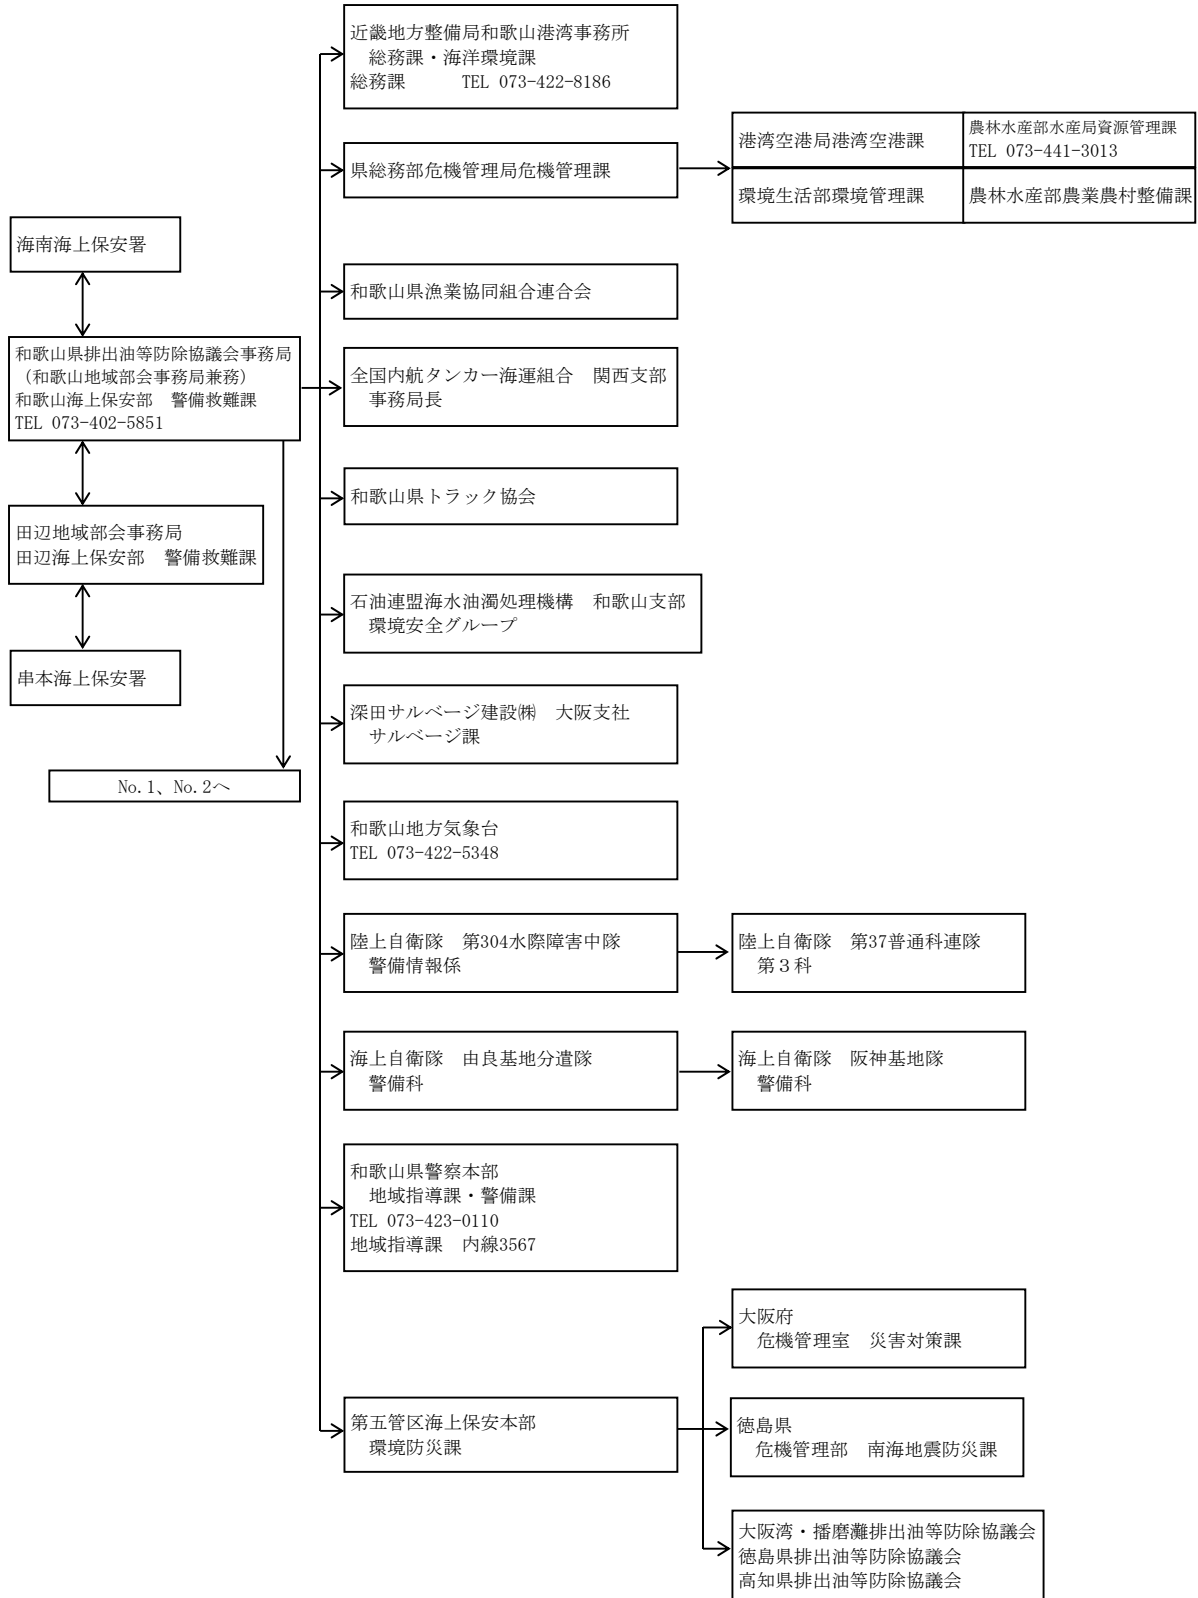 近畿地方整備局和歌山港湾事務所
総務課・海洋環境課
総務課　　　TEL 073-422-8186
県総務部危機管理局危機管理課
港湾空港局港湾空港課
農林水産部水産局資源管理課
TEL 073-441-3013
環境生活部環境管理課
農林水産部農業農村整備課
海南海上保安署
和歌山県排出油等防除協議会事務局
（和歌山地域部会事務局兼務）
和歌山海上保安部　警備救難課
TEL 073-402-5851
田辺地域部会事務局
田辺海上保安部　警備救難課
串本海上保安署
No.1、No.2へ
和歌山県漁業協同組合連合会
全国内航タンカー海運組合　関西支部
事務局長
和歌山県トラック協会
石油連盟海水油濁処理機構　和歌山支部
環境安全グループ
深田サルベージ建設㈱　大阪支社
サルベージ課
和歌山地方気象台
TEL 073-422-5348
陸上自衛隊　第304水際障害中隊
警備情報係
陸上自衛隊　第37普通科連隊
第３科
海上自衛隊　由良基地分遣隊
警備科
海上自衛隊　阪神基地隊
警備科
和歌山県警察本部
地域指導課・警備課
TEL 073-423-0110
地域指導課　内線3567
第五管区海上保安本部
環境防災課
大阪府
危機管理室　災害対策課
徳島県
危機管理部　南海地震防災課
大阪湾・播磨灘排出油等防除協議会
徳島県排出油等防除協議会
高知県排出油等防除協議会